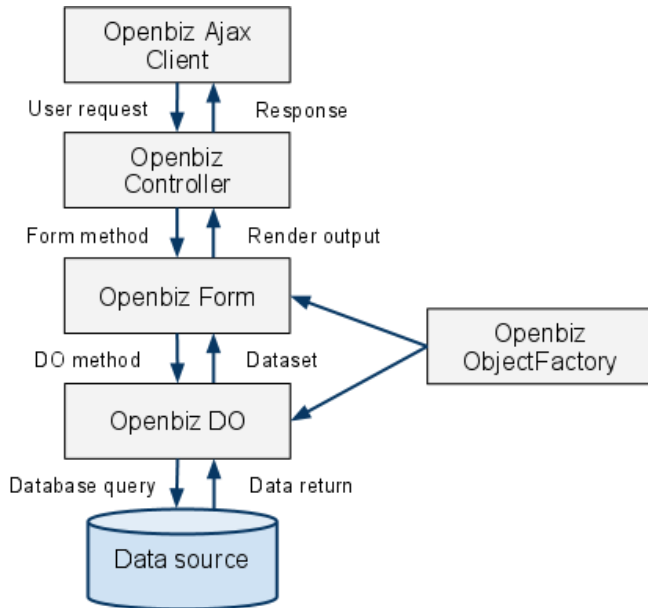 Openbiz Ajax
Client
User request
Response
Openbiz
Controller
Form method
Render output
Openbiz Form
Openbiz
ObjectFactory
DO method
Dataset
Openbiz DO
Database query
Data return
Data source